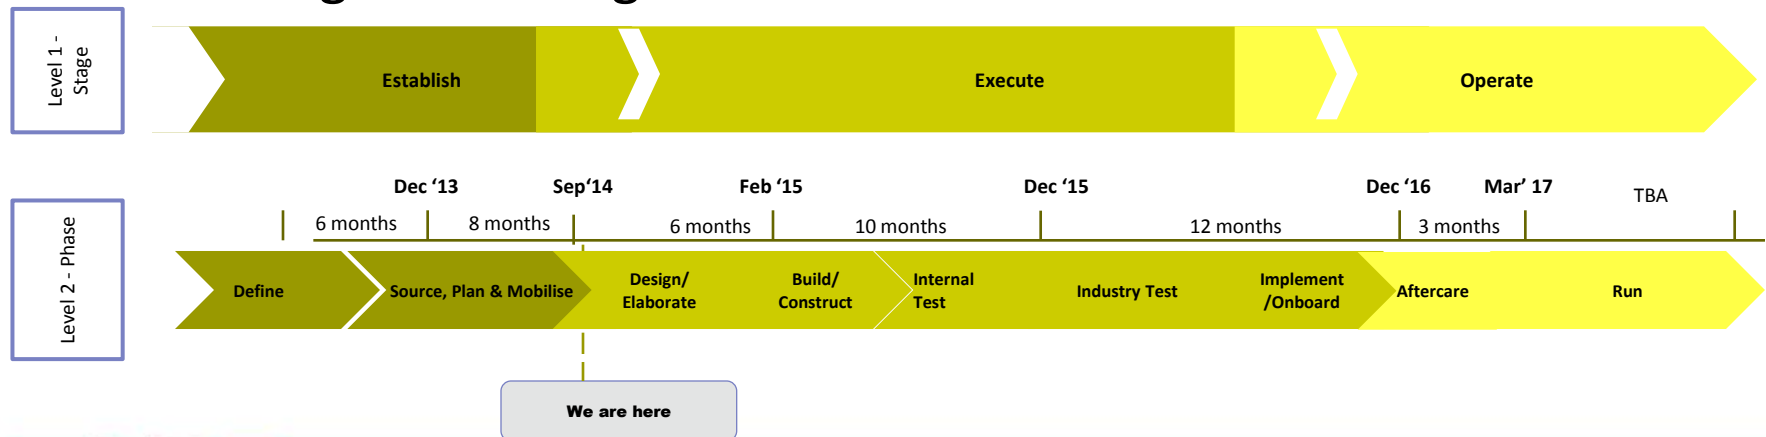 Level 1 -
Stage
Establish
Execute
Operate
Dec ‘13
Sep‘14
Feb ‘15
Dec ‘15
Dec ‘16
Mar’ 17
TBA
6 months
8 months
6 months
10 months
12 months
3 months
Level 2 - Phase
Define
Source, Plan & Mobilise
Design/
Elaborate
Build/
Construct
Internal
Test
Industry Test
Implement
/Onboard
Aftercare
Run
We are here